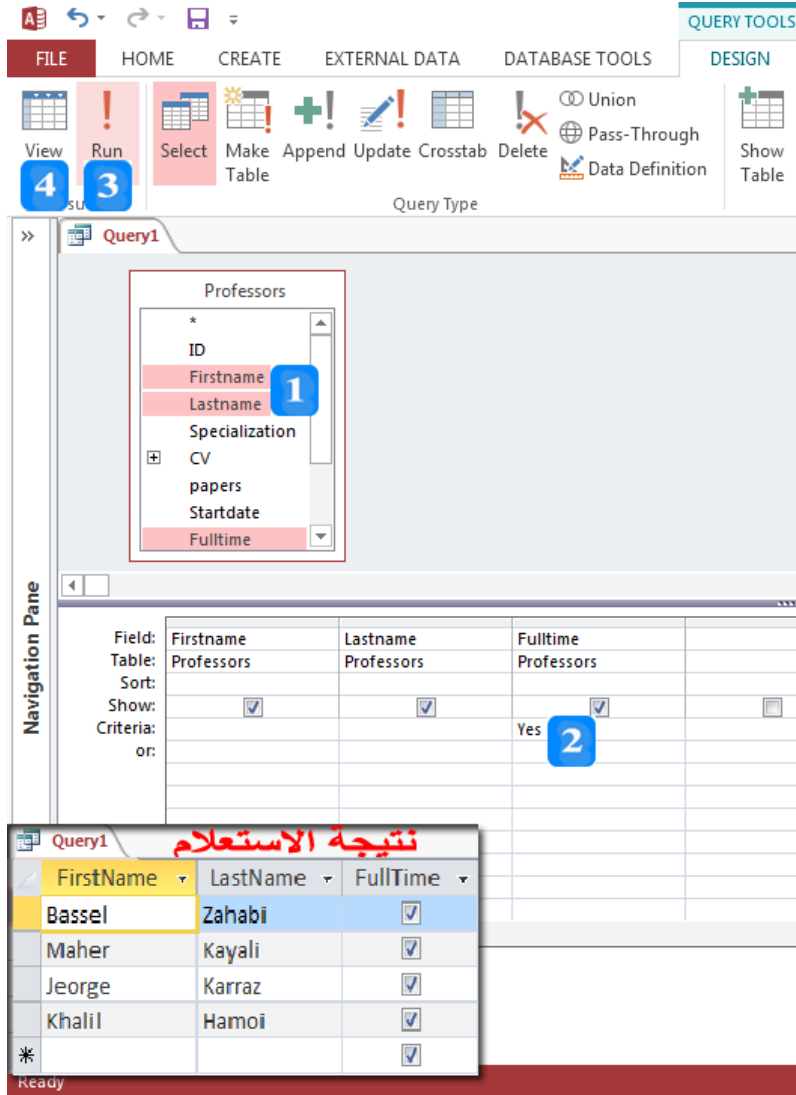 QUERY TOOLS
FILE HOME CREATE EXTERNAL DATA DATABASE TOOLS DESIGN
View Run Select Make Table Append Update Crosstab Delete Union Pass-Through Data Definition Show Table
4 3
Query Type
»
Query1
Professors
*
ID
Firstname
1
Lastname
Specialization
CV
papers
Startdate
Fulltime
Navigation Pane
Field: Firstname Lastname Fulltime
Table: Professors Professors Professors
Sort:
Show:
Criteria: Yes
2
or:
Query1 نتيجة الاستعلام
FirstName LastName FullTime
Bassel Zahabi
Maher Kayali
Jeorge Karraz
Khalil Hamoi
*
Ready